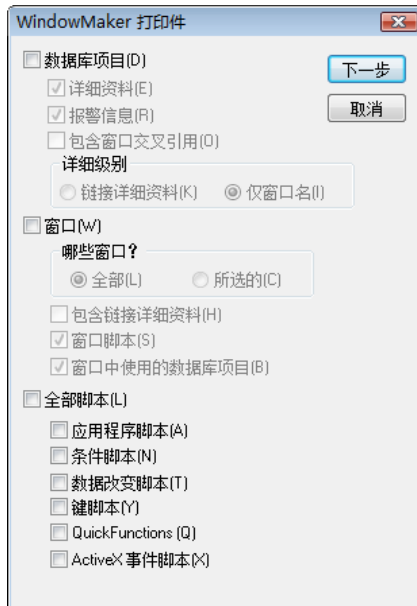 WindowMaker 打印件
数据库项目(D)
下一步
详细资料(E)
取消
报警信息(R)
包含窗口交叉引用(O)
详细级别
链接详细资料(K) 仅窗口名(I)
窗口(W)
哪些窗口?
全部(L) 所选的(C)
包含链接详细资料(H)
窗口脚本(S)
窗口中使用的数据库项目(B)
全部脚本(L)
应用程序脚本(A)
条件脚本(N)
数据改变脚本(T)
键脚本(Y)
QuickFunctions (Q)
ActiveX 事件脚本(X)